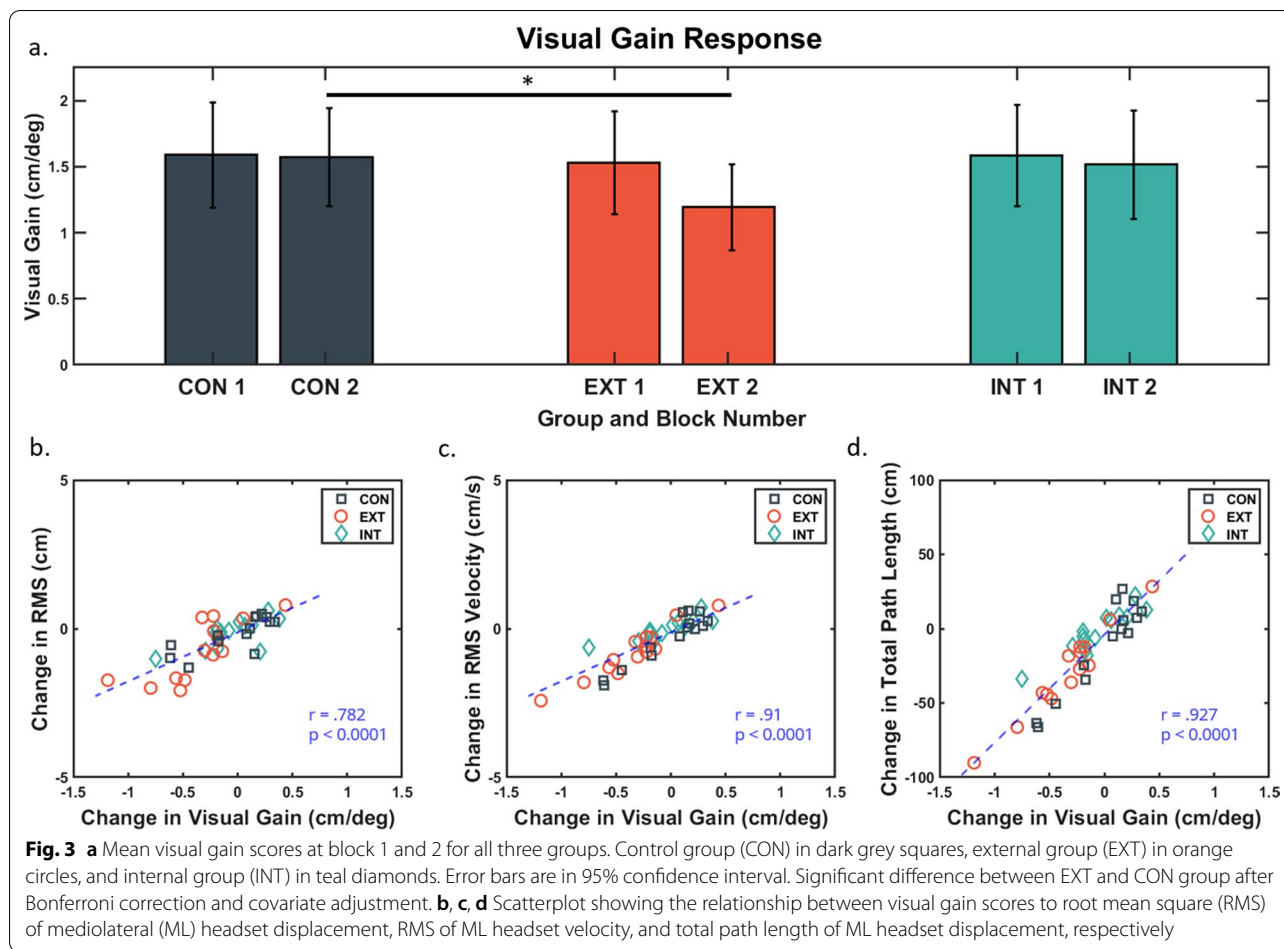 a.
Visual Gain Response
*
Visual Gain (cm/deg)
2
1.5
1
0.5
0
CON 1 CON 2 EXT 1 EXT 2 INT 1 INT 2
Group and Block Number
b.
Change in RMS (cm)
5
0
-5
CON
EXT
INT
r = .782
p < 0.0001
-1.5 -1 -0.5 0 0.5 1 1.5
Change in Visual Gain (cm/deg)
c.
Change in RMS Velocity (cm/s)
5
0
-5
CON
EXT
INT
r = .91
p < 0.0001
-1.5 -1 -0.5 0 0.5 1 1.5
Change in Visual Gain (cm/deg)
d.
Change in Total Path Length (cm)
100
50
0
-50
-100
CON
EXT
INT
r = .927
p < 0.0001
-1.5 -1 -0.5 0 0.5 1 1.5
Change in Visual Gain (cm/deg)
Fig. 3 a Mean visual gain scores at block 1 and 2 for all three groups. Control group (CON) in dark grey squares, external group (EXT) in orange
circles, and internal group (INT) in teal diamonds. Error bars are in 95% confidence interval. Significant difference between EXT and CON group after
Bonferroni correction and covariate adjustment. b, c, d Scatterplot showing the relationship between visual gain scores to root mean square (RMS)
of mediolateral (ML) headset displacement, RMS of ML headset velocity, and total path length of ML headset displacement, respectively